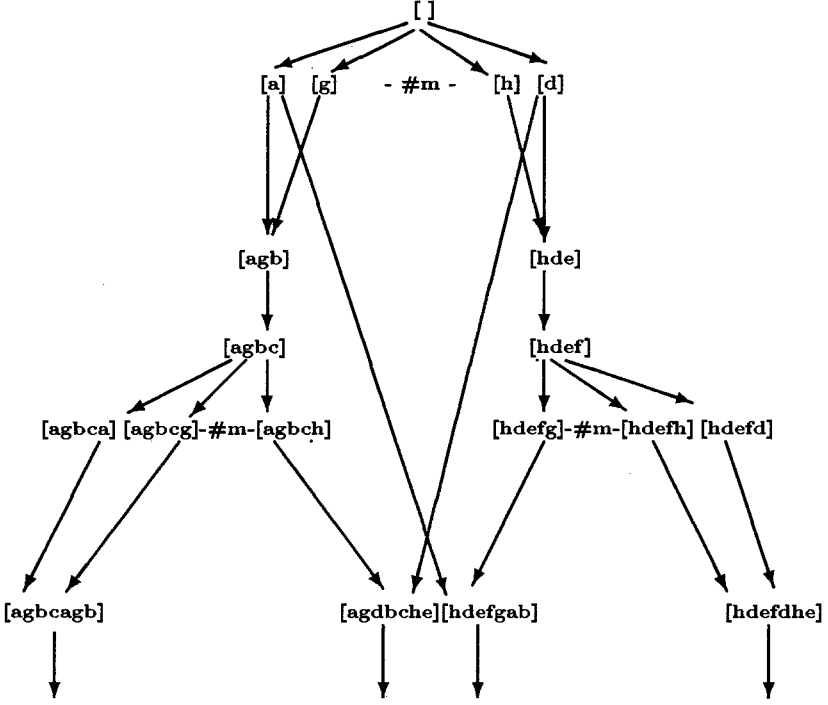 [ ]
[a] [g] - #m - [h] [d]
[agb] [hde]
[agbc] [hdef]
[agbca] [agbcg]-#m-[agbch] [hdefg]-#m-[hdefh] [hdefd]
[agbcagb] [agdbche][hdefgab] [hdefdhe]